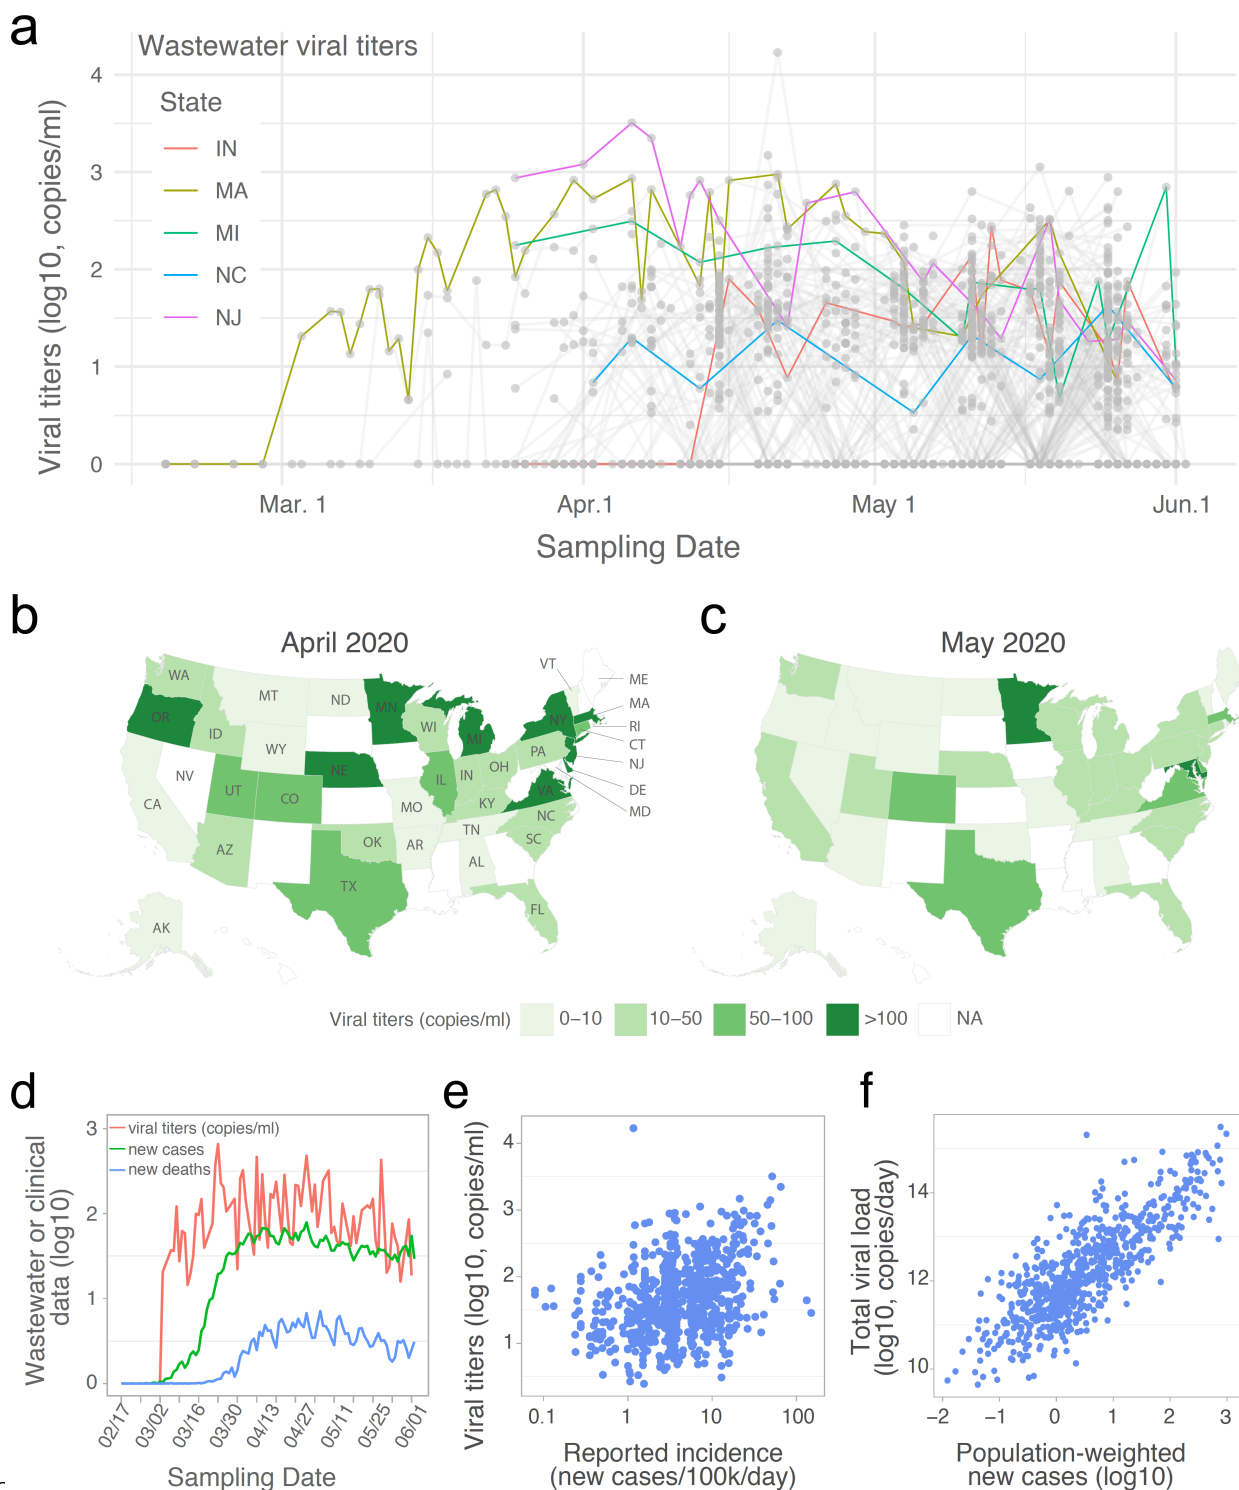 a
Wastewater viral titers
State
IN
MA
MI
NC
NJ
Viral titers (log10, copies/ml)
4
3
2
1
0
Mar. 1
Apr.1
May 1
Jun.1
Sampling Date
b
April 2020
WA
OR
MT
ID
WY
ND
MN
WI
MI
NY
VT
ME
MA
RI
CT
NJ
DE
MD
PA
NV
UT
CO
NE
IL
IN
OH
CA
AZ
MO
KY
VA
NC
TN
SC
OK
AR
AL
TX
FL
AK
c
May 2020
Viral titers (copies/ml)
0–10
10–50
50–100
>100
NA
d
Wastewater or clinical
data (log10)
viral titers (copies/ml)
new cases
new deaths
3
2
1
0
02/17
03/02
03/16
03/30
04/13
04/27
05/11
05/25
06/01
Sampling Date
e
Viral titers (log10, copies/ml)
4
3
2
1
0.1
1
10
100
Reported incidence
(new cases/100k/day)
f
Total viral load
(log10, copies/day)
14
12
10
−2
−1
0
1
2
3
Population-weighted
new cases (log10)